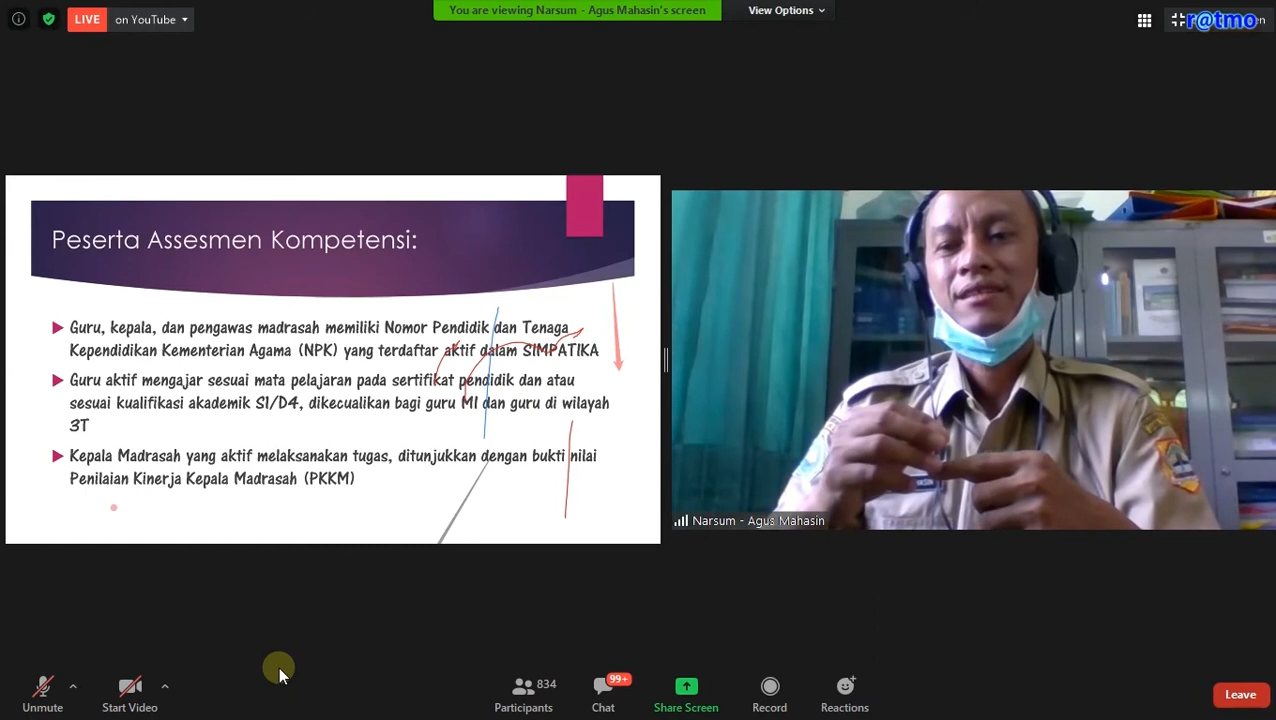 LIVE on YouTube
You are viewing Narsum - Agus Mahasin's screen
View Options
r@tmo
Peserta Assesmen Kompetensi:
Guru, kepala, dan pengawas madrasah memiliki Nomor Pendidik dan Tenaga
Kependidikan Kementerian Agama (NPK) yang terdaftar aktif dalam SIMPATIKA
Guru aktif mengajar sesuai mata pelajaran pada sertifikat pendidik dan atau
sesuai kualifikasi akademik S1/D4, dikecualikan bagi guru MI dan guru di wilayah
3T
Kepala Madrasah yang aktif melaksanakan tugas, ditunjukkan dengan bukti nilai
Penilaian Kinerja Kepala Madrasah (PKKM)
Narsum - Agus Mahasin
Unmute
Start Video
834
Participants
99+
Chat
Share Screen
Record
Reactions
Leave